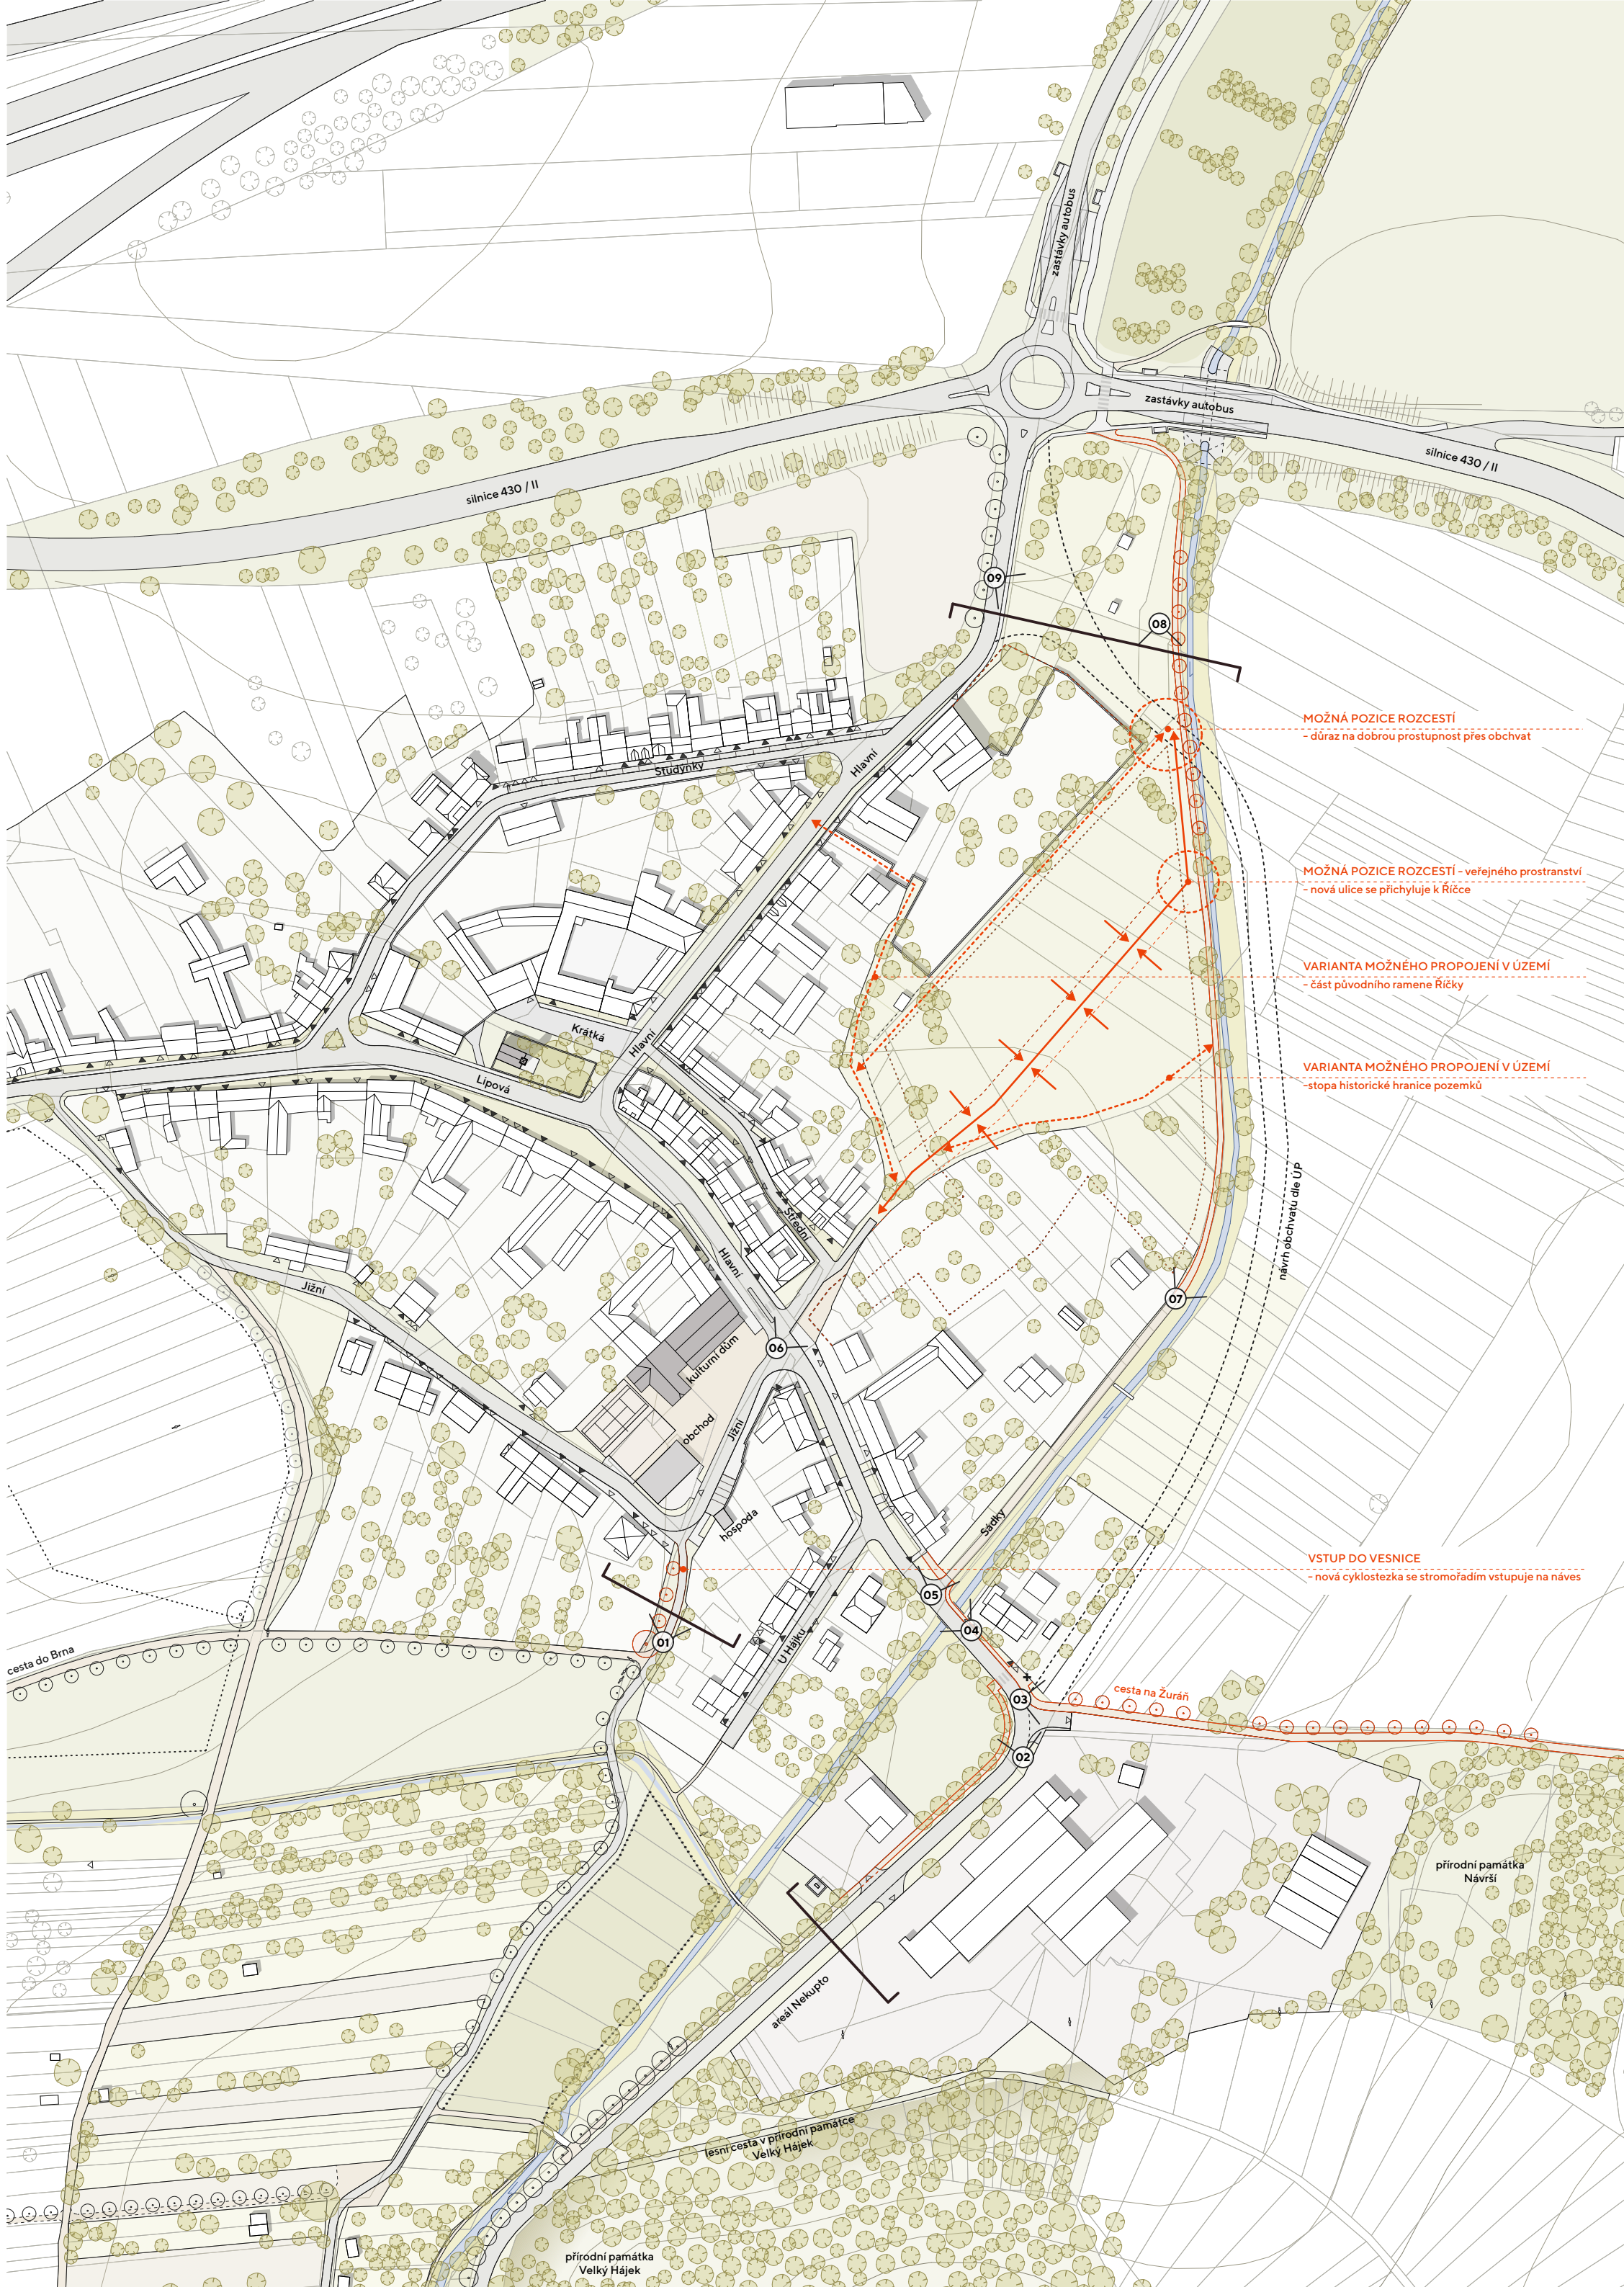 zastávky autobus
zastávky autobus
silnice 430 / II
silnice 430 / II
09
08
MOŽNÁ POZICE ROZCESTÍ
- důraz na dobrou prostupnost přes obchvat
Hlavní
Studýnky
MOŽNÁ POZICE ROZCESTÍ - veřejného prostranství
- nová ulice se přichyluje k Říčce
VARIANTA MOŽNÉHO PROPOJENÍ V ÚZEMÍ
- část původního ramene Říčky
Krátká
Hlavní
Lipová
VARIANTA MOŽNÉHO PROPOJENÍ V ÚZEMÍ
-stopa historické hranice pozemků
Střední
návrh obchvatu dle ÚP
Hlavní
Jižní
07
06
kulturní dům
obchod
Jižní
hospoda
Sádky
VSTUP DO VESNICE
- nová cyklostezka se stromořadím vstupuje na náves
05
04
01
U Hájku
cesta do Brna
03
cesta na Žuráň
02
přírodní památka
Návrší
areál Nekupto
lesní cesta v přírodní památce
Velký Hájek
přírodní památka
Velký Hájek